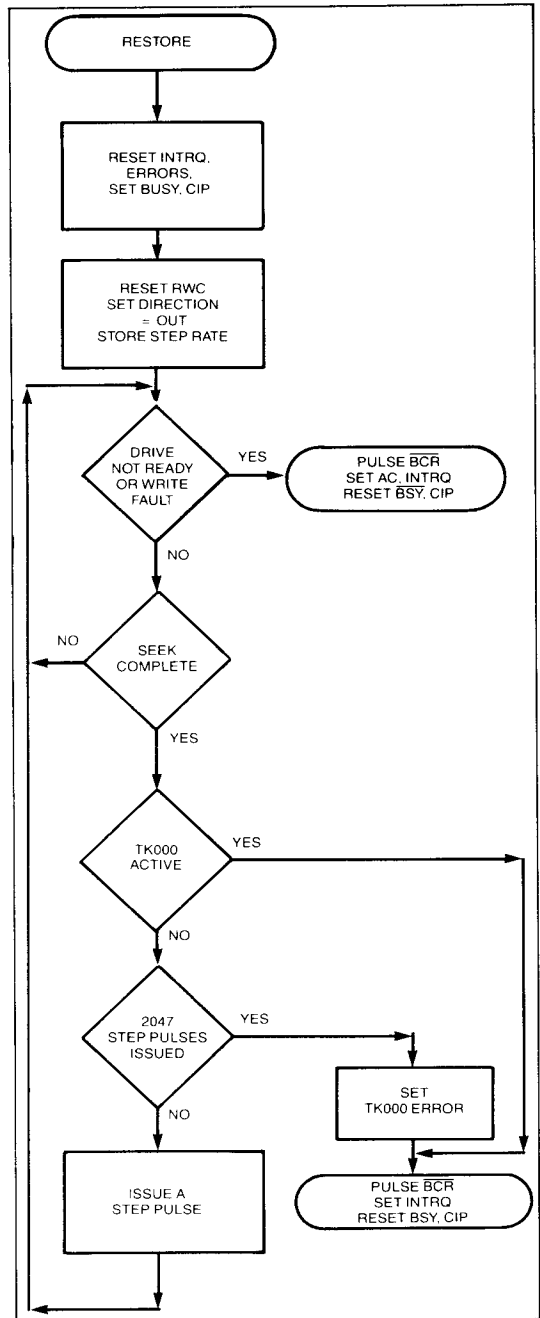 RESTORE
RESET INTRQ,
ERRORS,
SET BUSY, CIP
RESET RWC
SET DIRECTION
= OUT
STORE STEP RATE
DRIVE
NOT READY
OR WRITE
FAULT
YES
PULSE BCR
SET AC, INTRQ
RESET BSY, CIP
NO
SEEK
COMPLETE
NO
YES
TK000
ACTIVE
YES
NO
2047
STEP PULSES
ISSUED
YES
SET
TK000 ERROR
NO
ISSUE A
STEP PULSE
PULSE BCR
SET INTRQ
RESET BSY, CIP